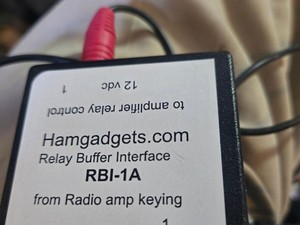 12 vdc 1
to amplifier relay control
Hamgadgets.com
Relay Buffer Interface
RBI-1A
from Radio amp keying
1